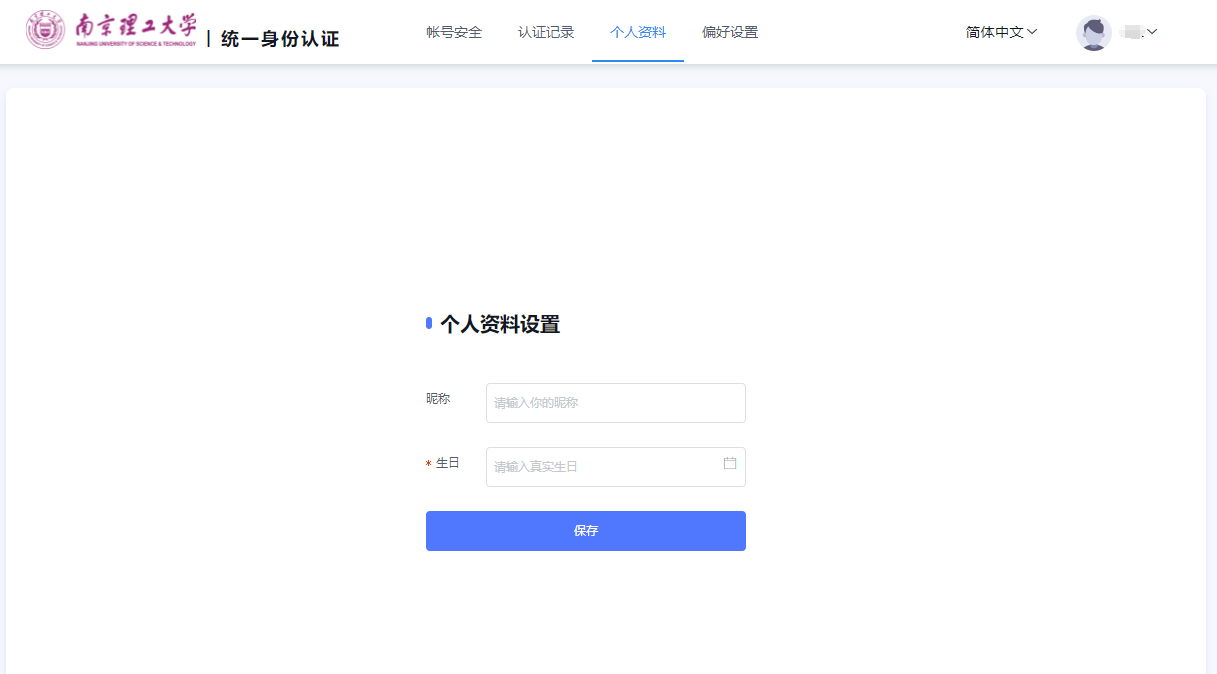 南京理工大学
NANJING UNIVERSITY OF SCIENCE & TECHNOLOGY
| 统一身份认证
帐号安全 认证记录 个人资料 偏好设置
简体中文
个人资料设置
昵称 请输入你的昵称
* 生日 请输入真实生日
保存